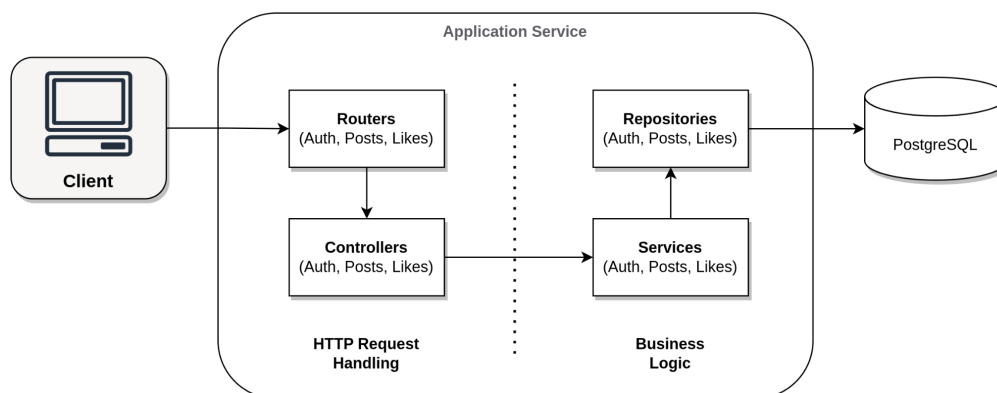 Application Service
Client
Routers
(Auth, Posts, Likes)
Controllers
(Auth, Posts, Likes)
HTTP Request
Handling
Repositories
(Auth, Posts, Likes)
Services
(Auth, Posts, Likes)
Business
Logic
PostgreSQL